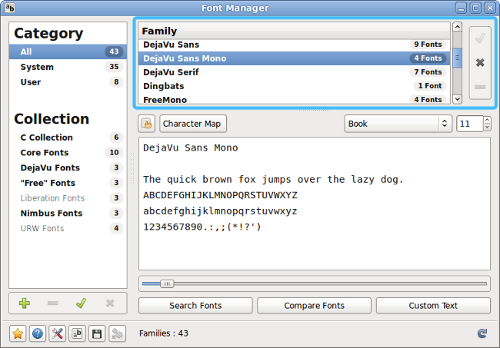 Font Manager
Category
All 43
System 35
User 8
Collection
C Collection 6
Core Fonts 10
DejaVu Fonts 3
"Free" Fonts 3
Liberation Fonts 3
Nimbus Fonts 3
URW Fonts 4
Family
DejaVu Sans 9 Fonts
DejaVu Sans Mono 4 Fonts
DejaVu Serif 7 Fonts
Dingbats 1 Font
FreeMono 4 Fonts
Character Map Book 11
DejaVu Sans Mono
The quick brown fox jumps over the lazy dog.
ABCDEFGHIJKLMNOPQRSTUVWXYZ
abcdefghijklmnopqrstuvwxyz
1234567890.:,;(*!?')
Search Fonts Compare Fonts Custom Text
Families : 43